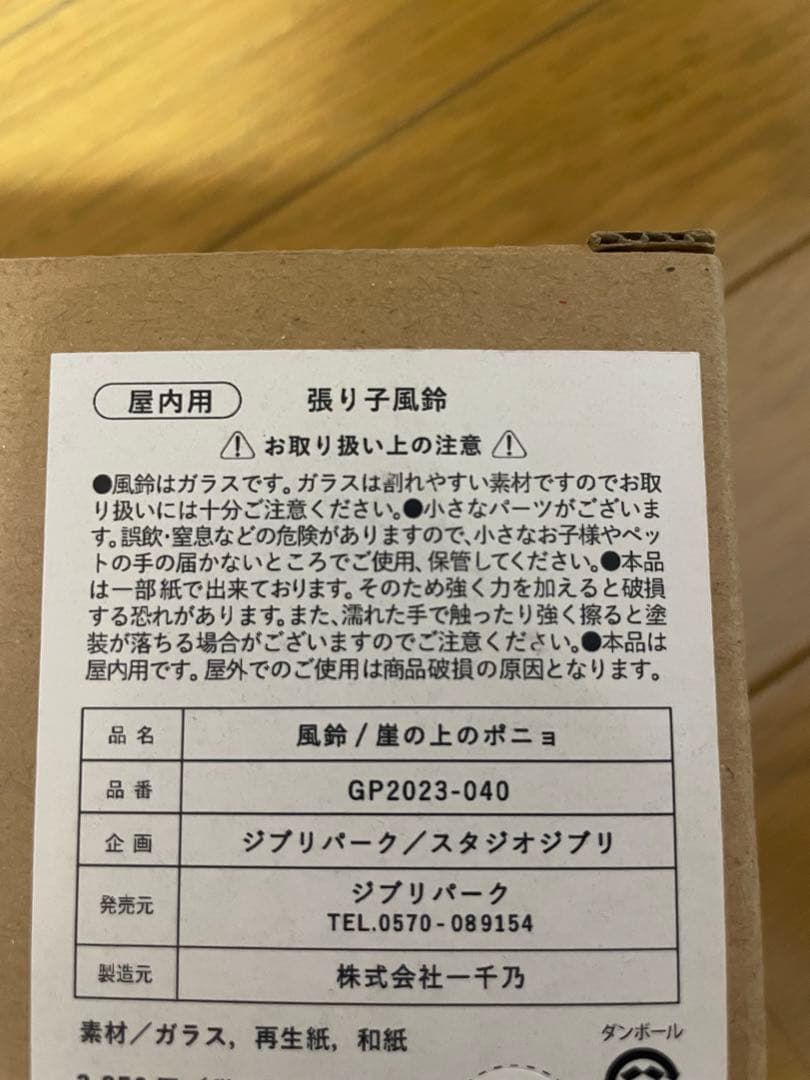 屋内用 張り子風鈴
お取り扱い上の注意
●風鈴はガラスです。ガラスは割れやすい素材ですのでお取
り扱いには十分ご注意ください。●小さなパーツがございま
す。誤飲・窒息などの危険がありますので、小さなお子様やペッ
トの手の届かないところでご使用、保管してください。●本品
は一部紙で出来ております。そのため強く力を加えると破損
する恐れがあります。また、濡れた手で触ったり強く擦ると塗
装が落ちる場合がございますのでご注意ください。●本品は
屋内用です。屋外でのご使用は商品破損の原因となります。
品名 風鈴/崖の上のポニョ
品番 GP2023-040
企画 ジブリパーク/スタジオジブリ
発売元 ジブリパーク
TEL.0570-089154
製造元 株式会社一千乃
素材/ガラス, 再生紙, 和紙
ダンボール